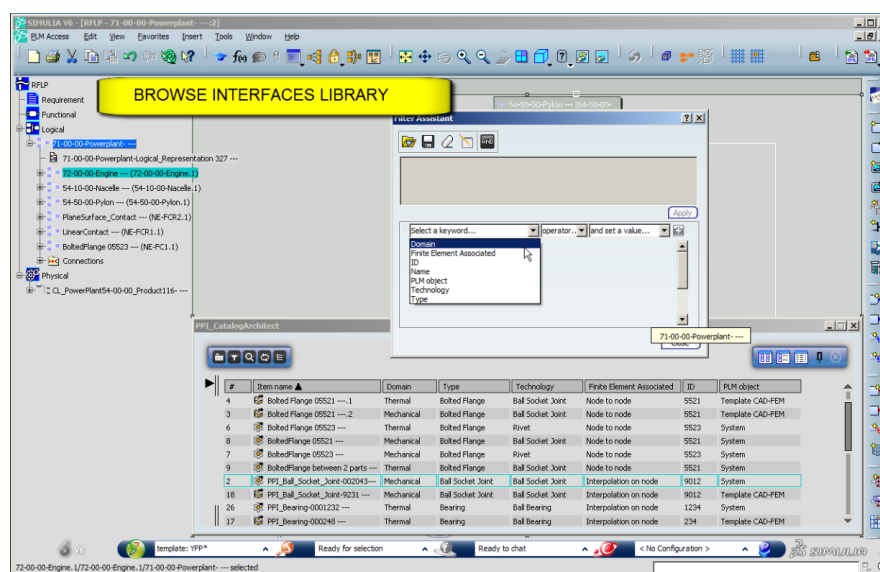 SIMULIA V6 - [RFLP - 71-00-00-Powerplant- ---:2]
PLM Access Edit View Favorites Insert Tools Window Help
RFLP
Requirement
Functional
Logical
71-00-00-Powerplant- ---
71-00-00-Powerplant-Logical_Representation 327 ---
72-00-00-Engine --- (72-00-00-Engine.1)
54-10-00-Nacelle --- (54-10-00-Nacelle.1)
54-50-00-Pylon --- (54-50-00-Pylon.1)
PlaneSurface_Contact --- (NE-FCR2.1)
LinearContact --- (NE-FCR1.1)
BoltedFlange 05523 --- (NE-FC1.1)
Connections
Physical
CL_PowerPlant54-00-00_Product116- ---
BROWSE INTERFACES LIBRARY
54-50-00-Pylon --- (54-50-00-
Filter Assistant
AND
Apply
Select a keyword... operator.. and set a value...
Domain
Finite Element Associated
ID
Name
PLM object
Technology
Type
Close
71-00-00-Powerplant- ---
PPI_CatalogArchitect
# Item name Domain Type Technology Finite Element Associated ID PLM object
4 Bolted Flange 05521 ---.1 Thermal Bolted Flange Ball Socket Joint Node to node 5521 Template CAD-FEM
3 Bolted Flange 05521 ---.2 Mechanical Bolted Flange Ball Socket Joint Node to node 5521 Template CAD-FEM
6 Bolted Flange 05523 --- Thermal Bolted Flange Rivet Node to node 5523 System
8 BoltedFlange 05521 --- Mechanical Bolted Flange Ball Socket Joint Node to node 5521 System
7 BoltedFlange 05523 --- Mechanical Bolted Flange Rivet Node to node 5523 System
9 BoltedFlange between 2 parts --- Thermal Bolted Flange Ball Socket Joint Node to node 5521 System
2 PPI_Ball_Socket_Joint-002043--- Mechanical Ball Socket Joint Ball Socket Joint Interpolation on node 9012 System
18 PPI_Ball_Socket_Joint-9231 --- Mechanical Ball Socket Joint Ball Socket Joint Interpolation on node 9012 Template CAD-FEM
26 PPI_Bearing-0001232 --- Thermal Bearing Ball Bearing Interpolation on node 1234 System
17 PPI_Bearing-000248 --- Thermal Bearing Ball Bearing Interpolation on node 234 Template CAD-FEM
template: YFP* Ready for selection Ready to chat < No Configuration > SIMULIA
72-00-00-Engine.1/72-00-00-Engine.1/71-00-00-Powerplant- --- selected